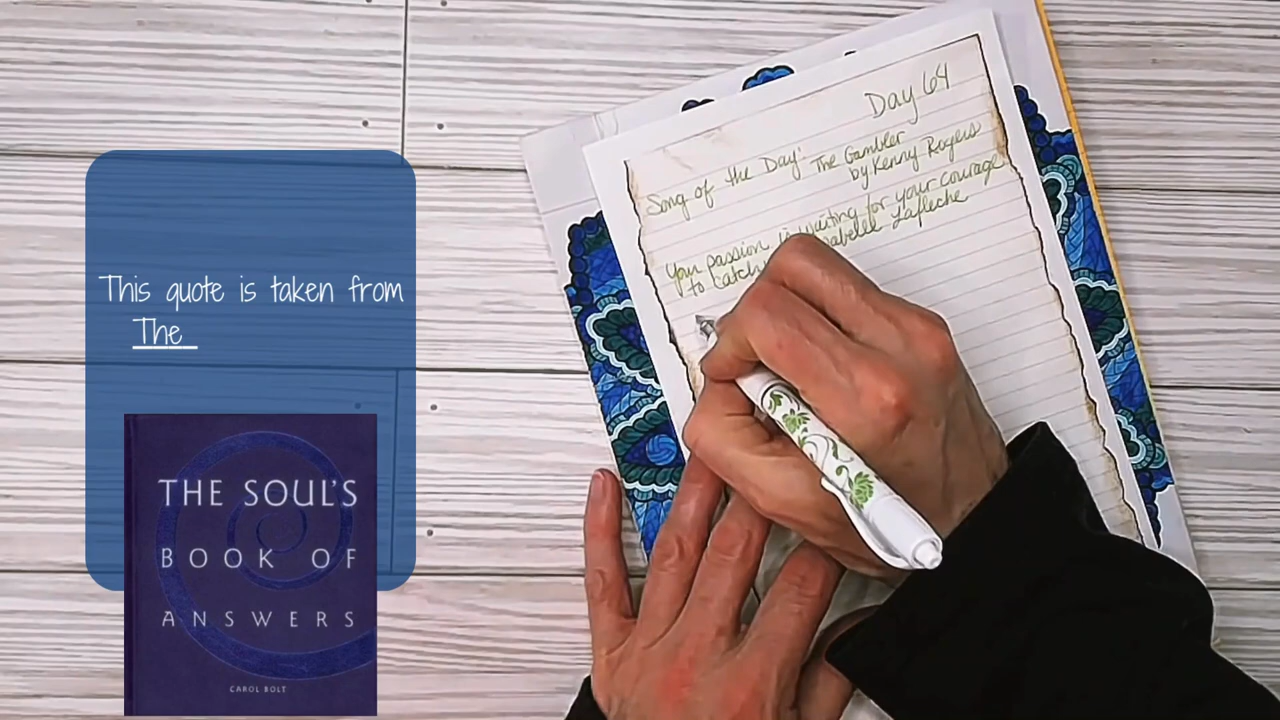 This quote is taken from
The
THE SOUL'S
BOOK OF
ANSWERS
CAROL BOLT
Day 64
Song of the Day: The Gambler
by Kenny Rogers
Your passion is waiting for your courage
to catch Lafleche